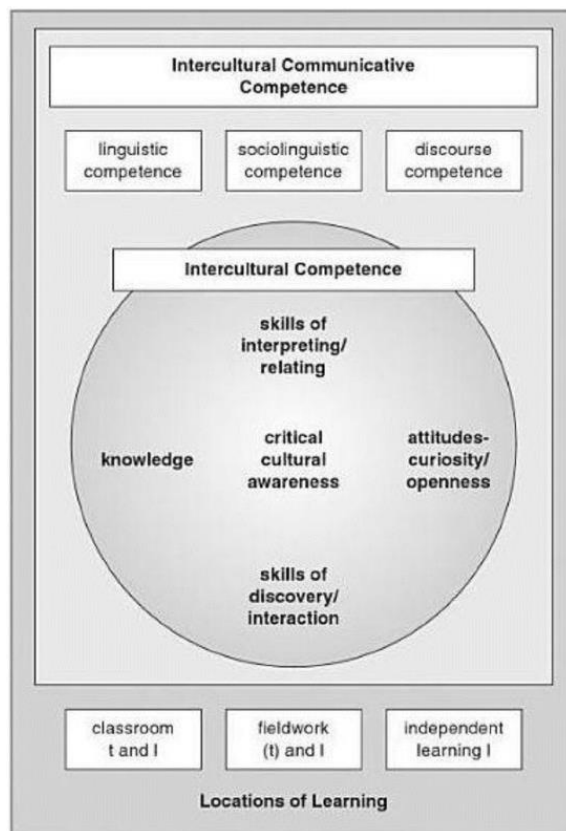 Intercultural Communicative
Competence
linguistic
competence
sociolinguistic
competence
discourse
competence
Intercultural Competence
skills of
interpreting/
relating
knowledge
critical
cultural
awareness
attitudes-
curiosity/
openness
skills of
discovery/
interaction
classroom
t and l
fieldwork
(t) and l
independent
learning l
Locations of Learning